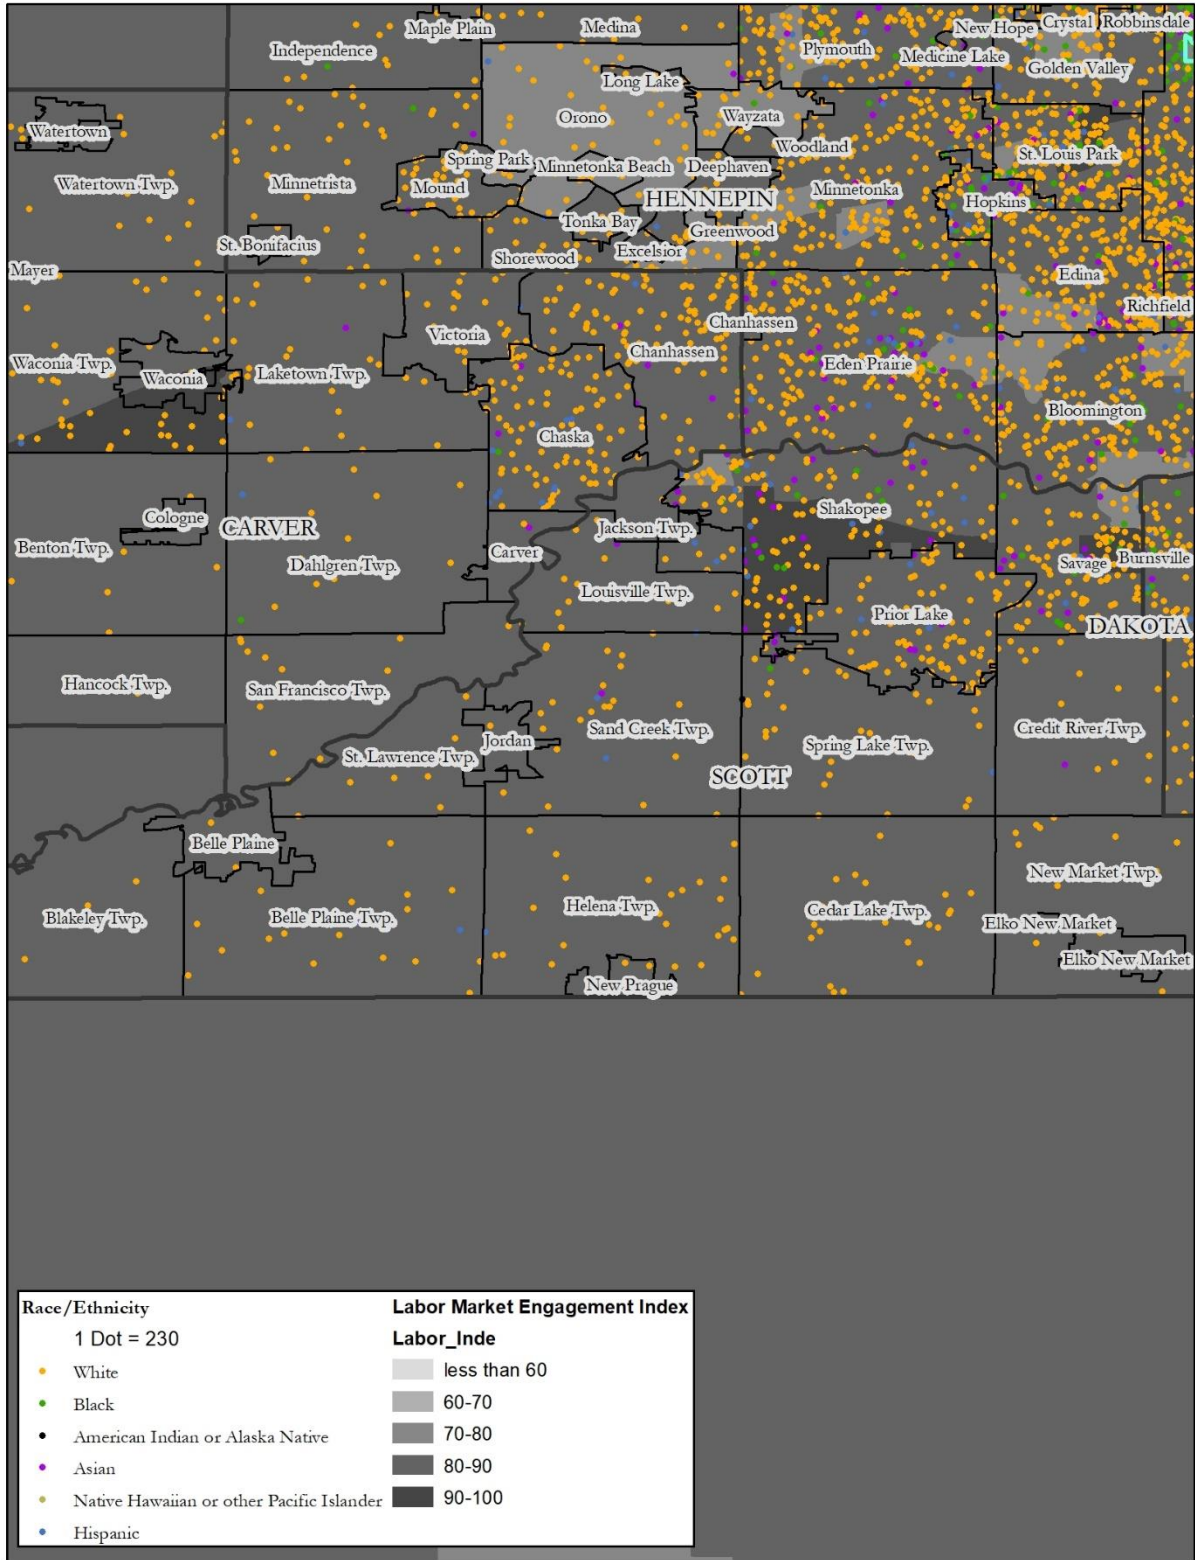 Maple Plain
Medina
New Hope
Crystal
Robbinsdale
Independence
Plymouth
Medicine Lake
Golden Valley
Long Lake
Orono
Wayzata
Watertown
Woodland
St. Louis Park
Spring Park
Minnetonka Beach
Deephaven
Watertown Twp.
Minnetrista
Mound
HENNEPIN
Minnetonka
Hopkins
Tonka Bay
Greenwood
St. Bonifacius
Excelsior
Shorewood
Mayer
Edina
Richfield
Victoria
Chanhassen
Chanhassen
Waconia Twp.
Waconia
Laketown Twp.
Eden Prairie
Bloomington
Chaska
Cologne
CARVER
Jackson Twp.
Shakopee
Benton Twp.
Carver
Dahlgren Twp.
Savage
Burnsville
Louisville Twp.
Prior Lake
DAKOTA
Hancock Twp.
San Francisco Twp.
Sand Creek Twp.
Credit River Twp.
St. Lawrence Twp.
Jordan
Spring Lake Twp.
SCOTT
Belle Plaine
New Market Twp.
Blakeley Twp.
Belle Plaine Twp.
Helena Twp.
Cedar Lake Twp.
Elko New Market
Elko New Market
New Prague
Race/Ethnicity
1 Dot = 230
White
Black
American Indian or Alaska Native
Asian
Native Hawaiian or other Pacific Islander
Hispanic
Labor Market Engagement Index
Labor_Inde
less than 60
60-70
70-80
80-90
90-100